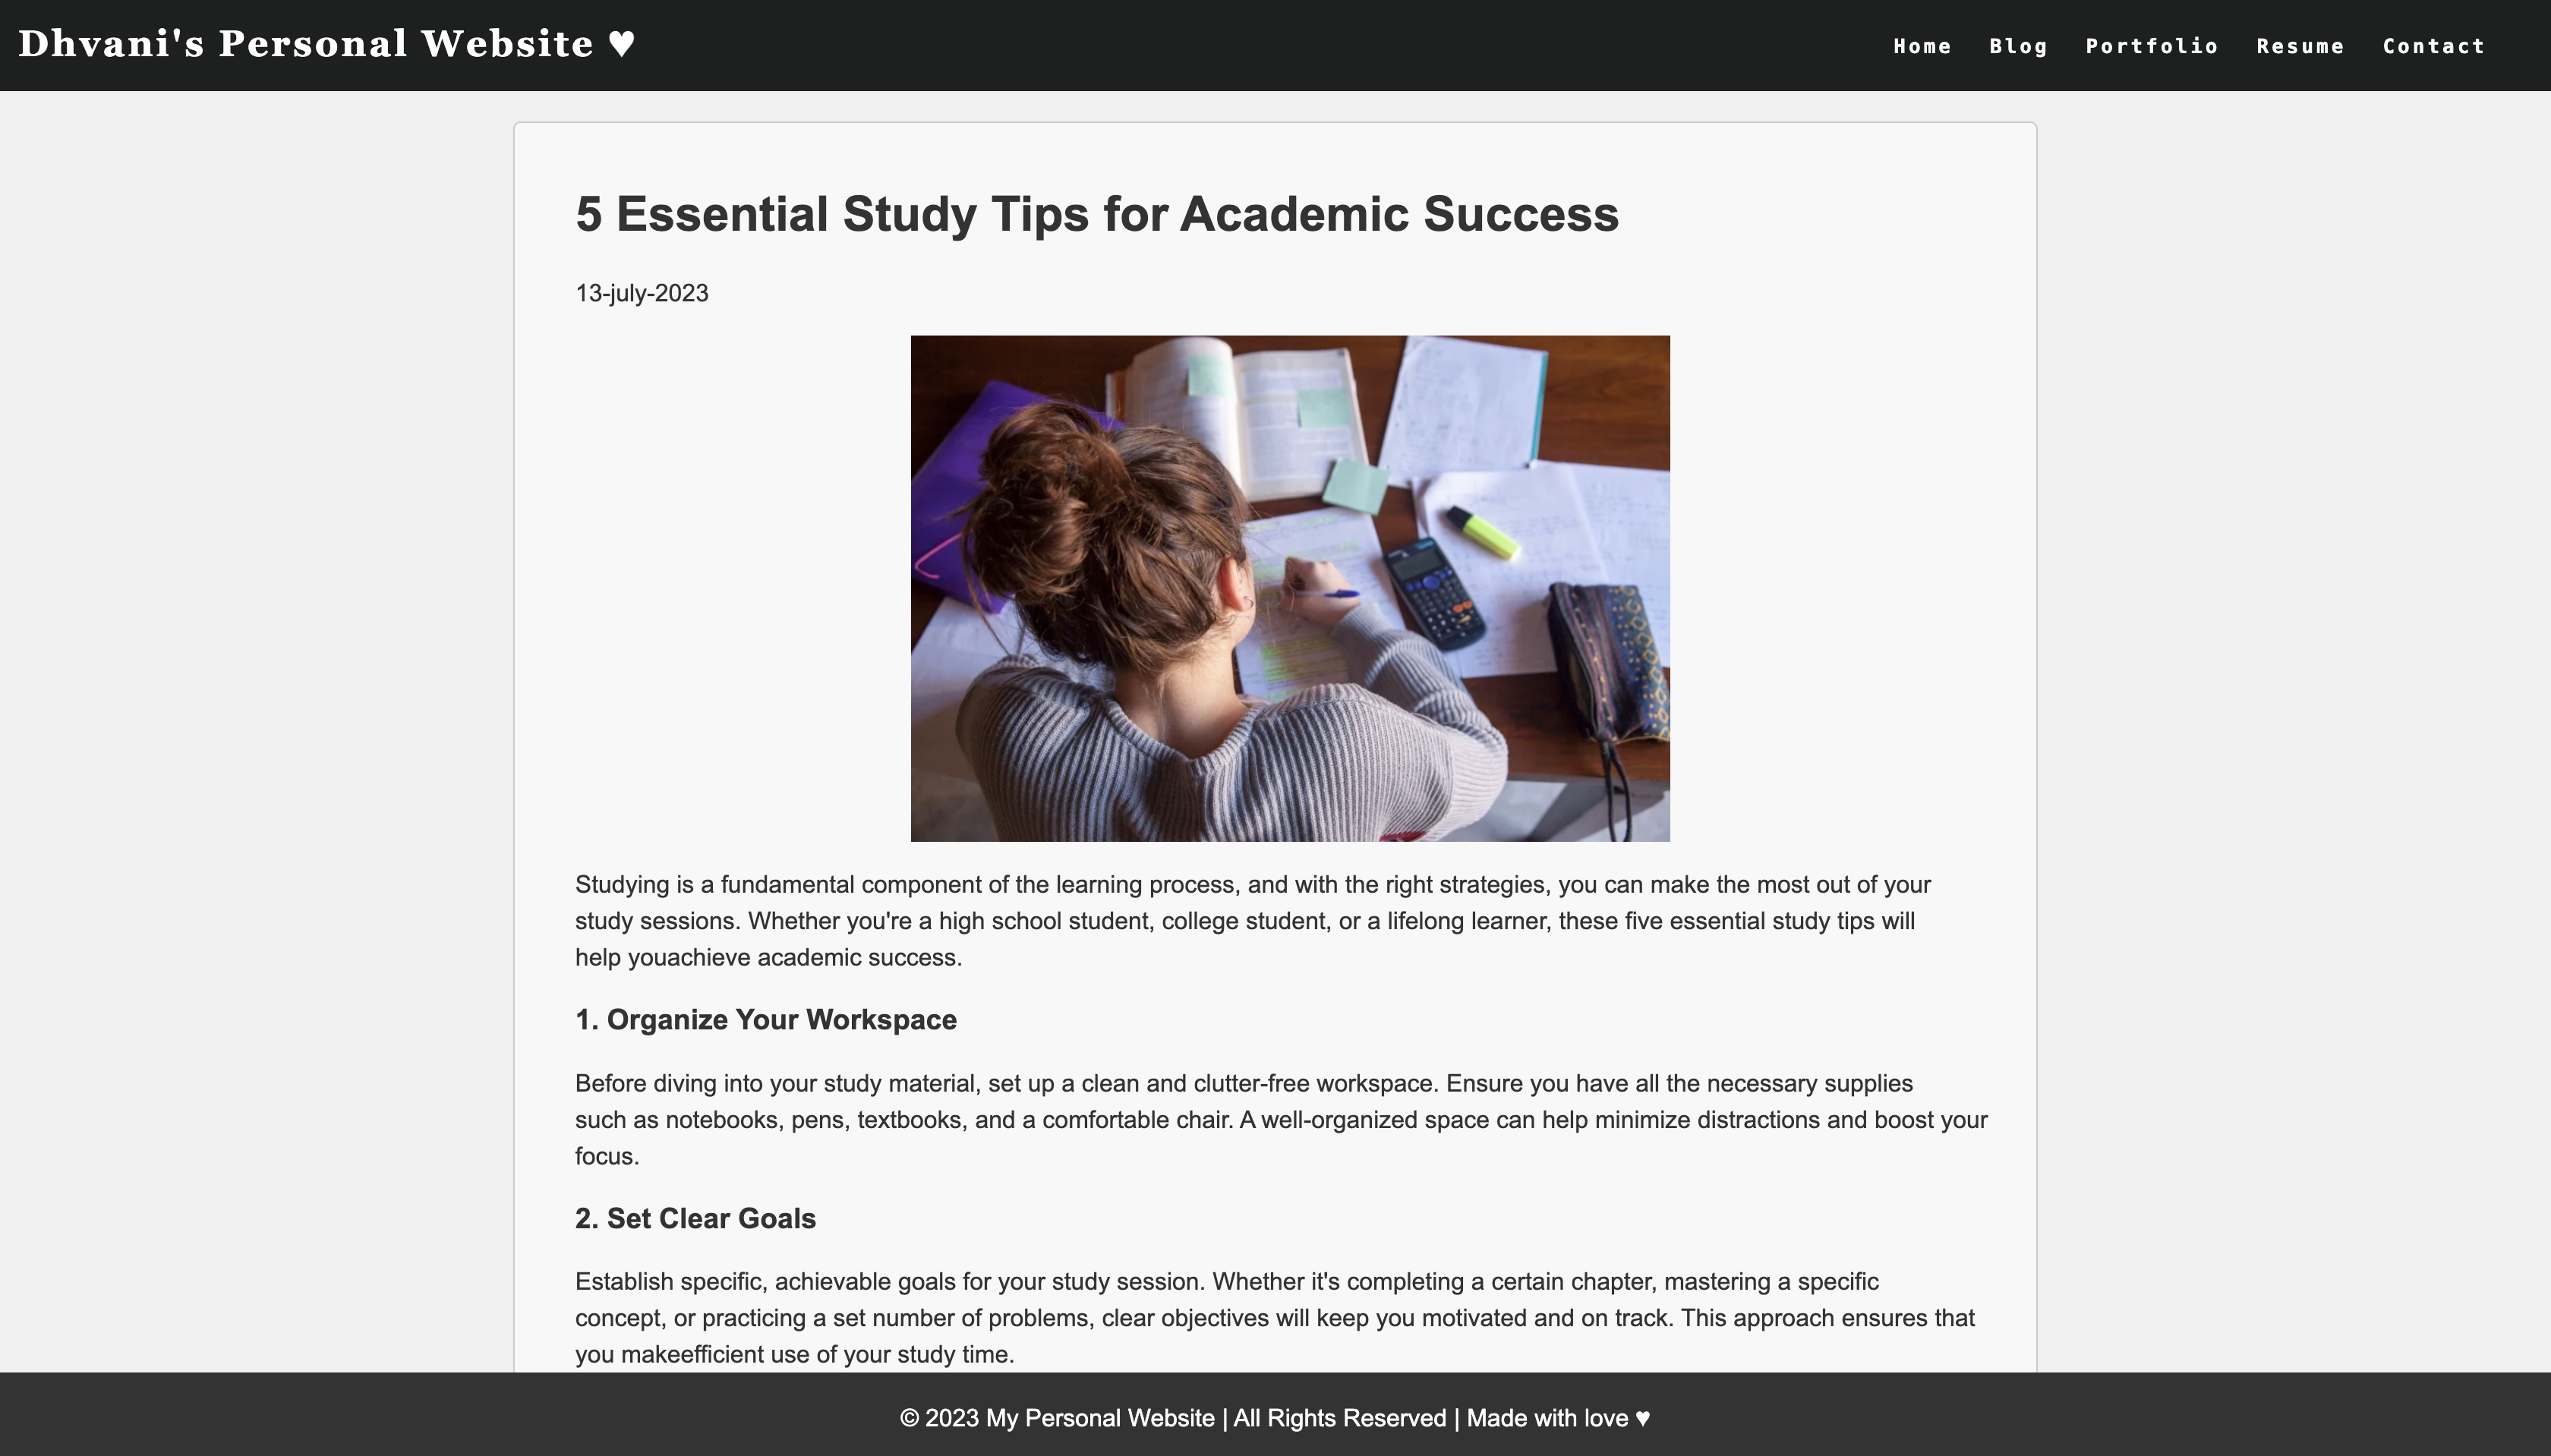 Dhvani's Personal Website ♥
Home Blog Portfolio Resume Contact
5 Essential Study Tips for Academic Success
13-july-2023
Studying is a fundamental component of the learning process, and with the right strategies, you can make the most out of your
study sessions. Whether you're a high school student, college student, or a lifelong learner, these five essential study tips will
help youachieve academic success.
1. Organize Your Workspace
Before diving into your study material, set up a clean and clutter-free workspace. Ensure you have all the necessary supplies
such as notebooks, pens, textbooks, and a comfortable chair. A well-organized space can help minimize distractions and boost your
focus.
2. Set Clear Goals
Establish specific, achievable goals for your study session. Whether it's completing a certain chapter, mastering a specific
concept, or practicing a set number of problems, clear objectives will keep you motivated and on track. This approach ensures that
you makeefficient use of your study time.
© 2023 My Personal Website | All Rights Reserved | Made with love ♥